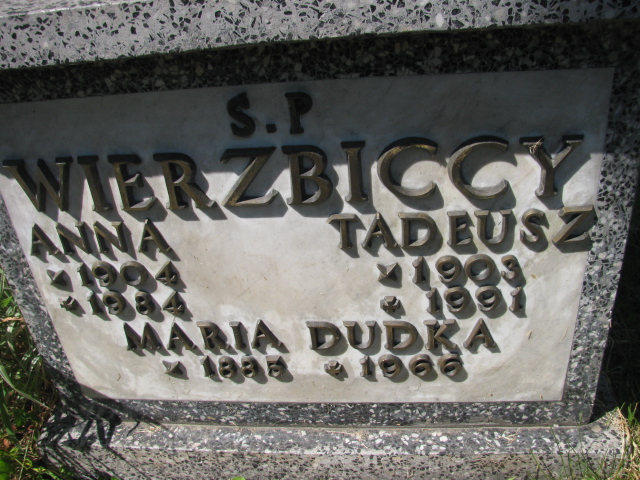 S.P
WIERZBICCY
ANNA TADEUSZ
1904 1903
1984 1991
MARIA DUDKA
1885 1966